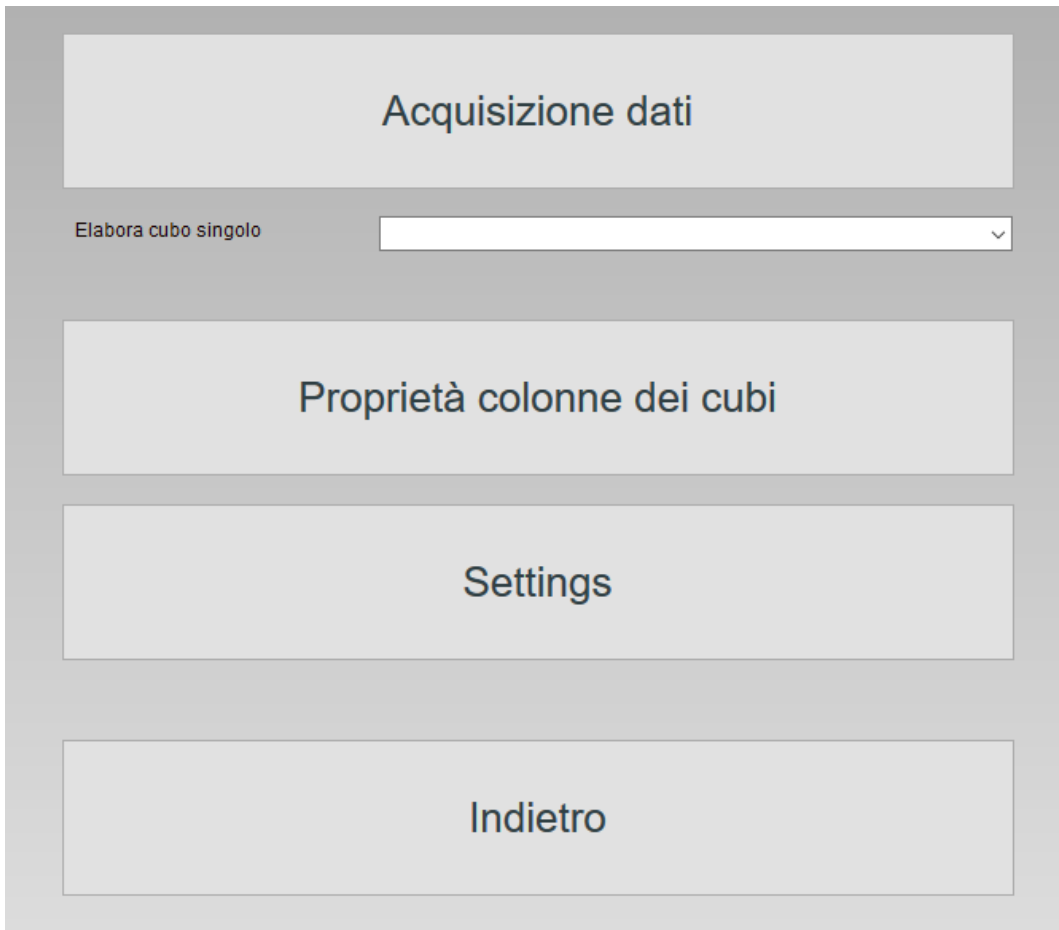 Acquisizione dati
Elabora cubo singolo
Proprietà colonne dei cubi
Settings
Indietro